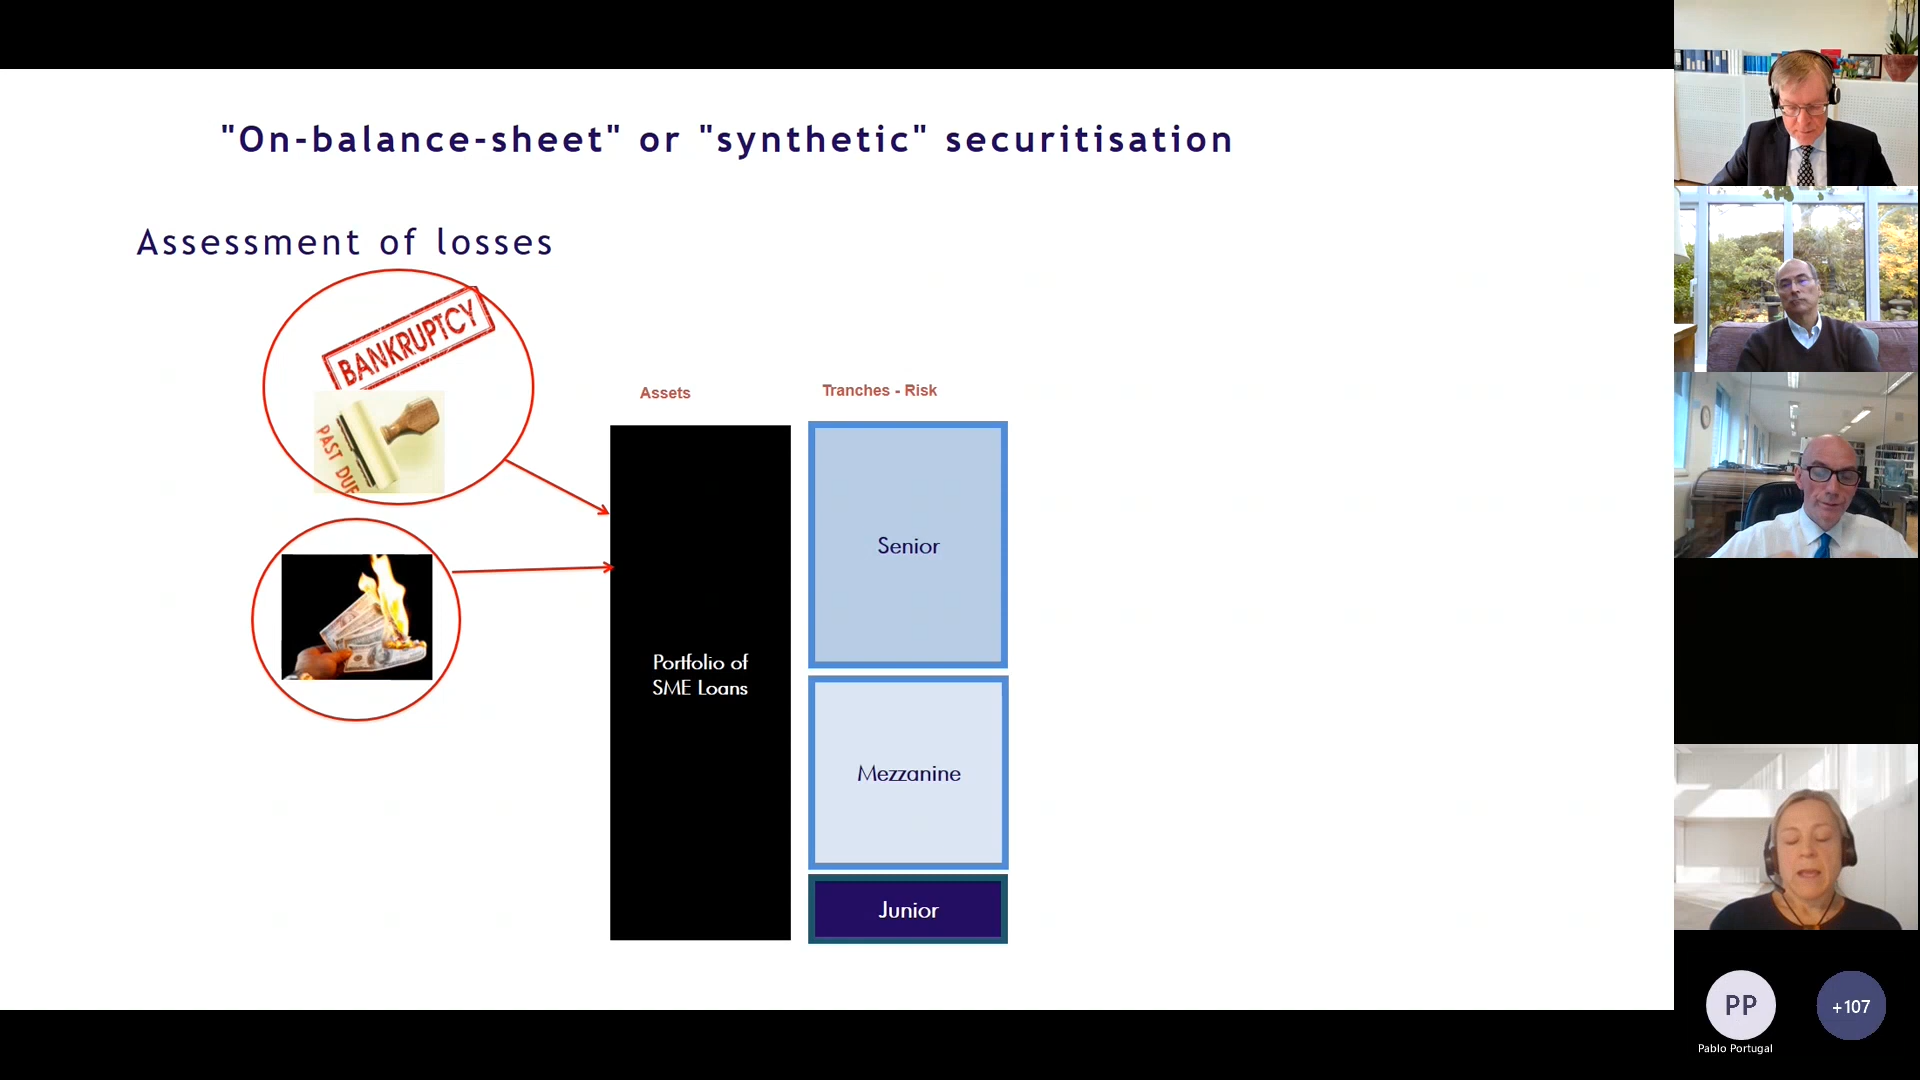 "On-balance-sheet" or "synthetic" securitisation
Assessment of losses
BANKRUPTCY
PAST DUE
Assets
Tranches - Risk
Portfolio of
SME Loans
Senior
Mezzanine
Junior
PP
+107
Pablo Portugal